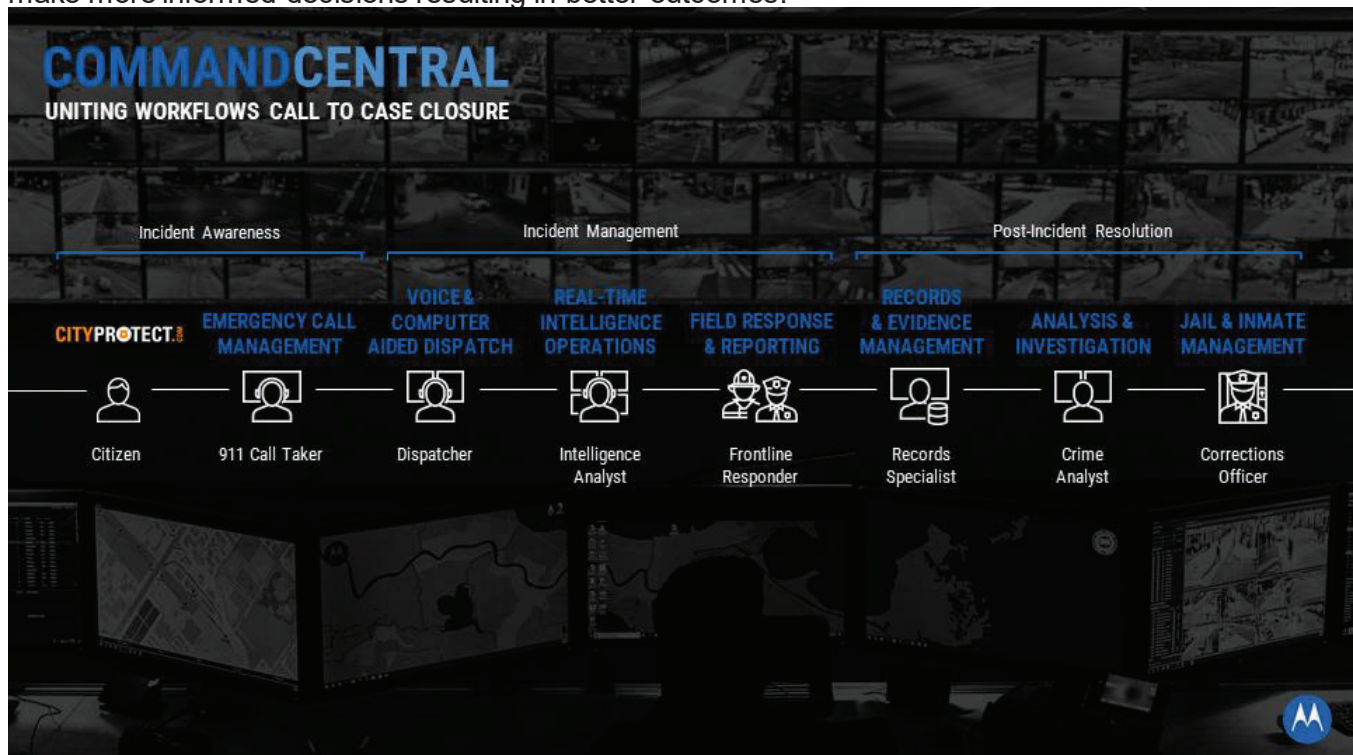 make more informed decisions resulting in better outcomes.
COMMANDCENTRAL
UNITING WORKFLOWS CALL TO CASE CLOSURE
Incident Awareness
Incident Management
Post-Incident Resolution
CITYPROTECT.COM
EMERGENCY CALL
MANAGEMENT
VOICE &
COMPUTER
AIDED DISPATCH
REAL-TIME
INTELLIGENCE
OPERATIONS
FIELD RESPONSE
& REPORTING
RECORDS
& EVIDENCE
MANAGEMENT
ANALYSIS &
INVESTIGATION
JAIL & INMATE
MANAGEMENT
Citizen
911 Call Taker
Dispatcher
Intelligence
Analyst
Frontline
Responder
Records
Specialist
Crime
Analyst
Corrections
Officer